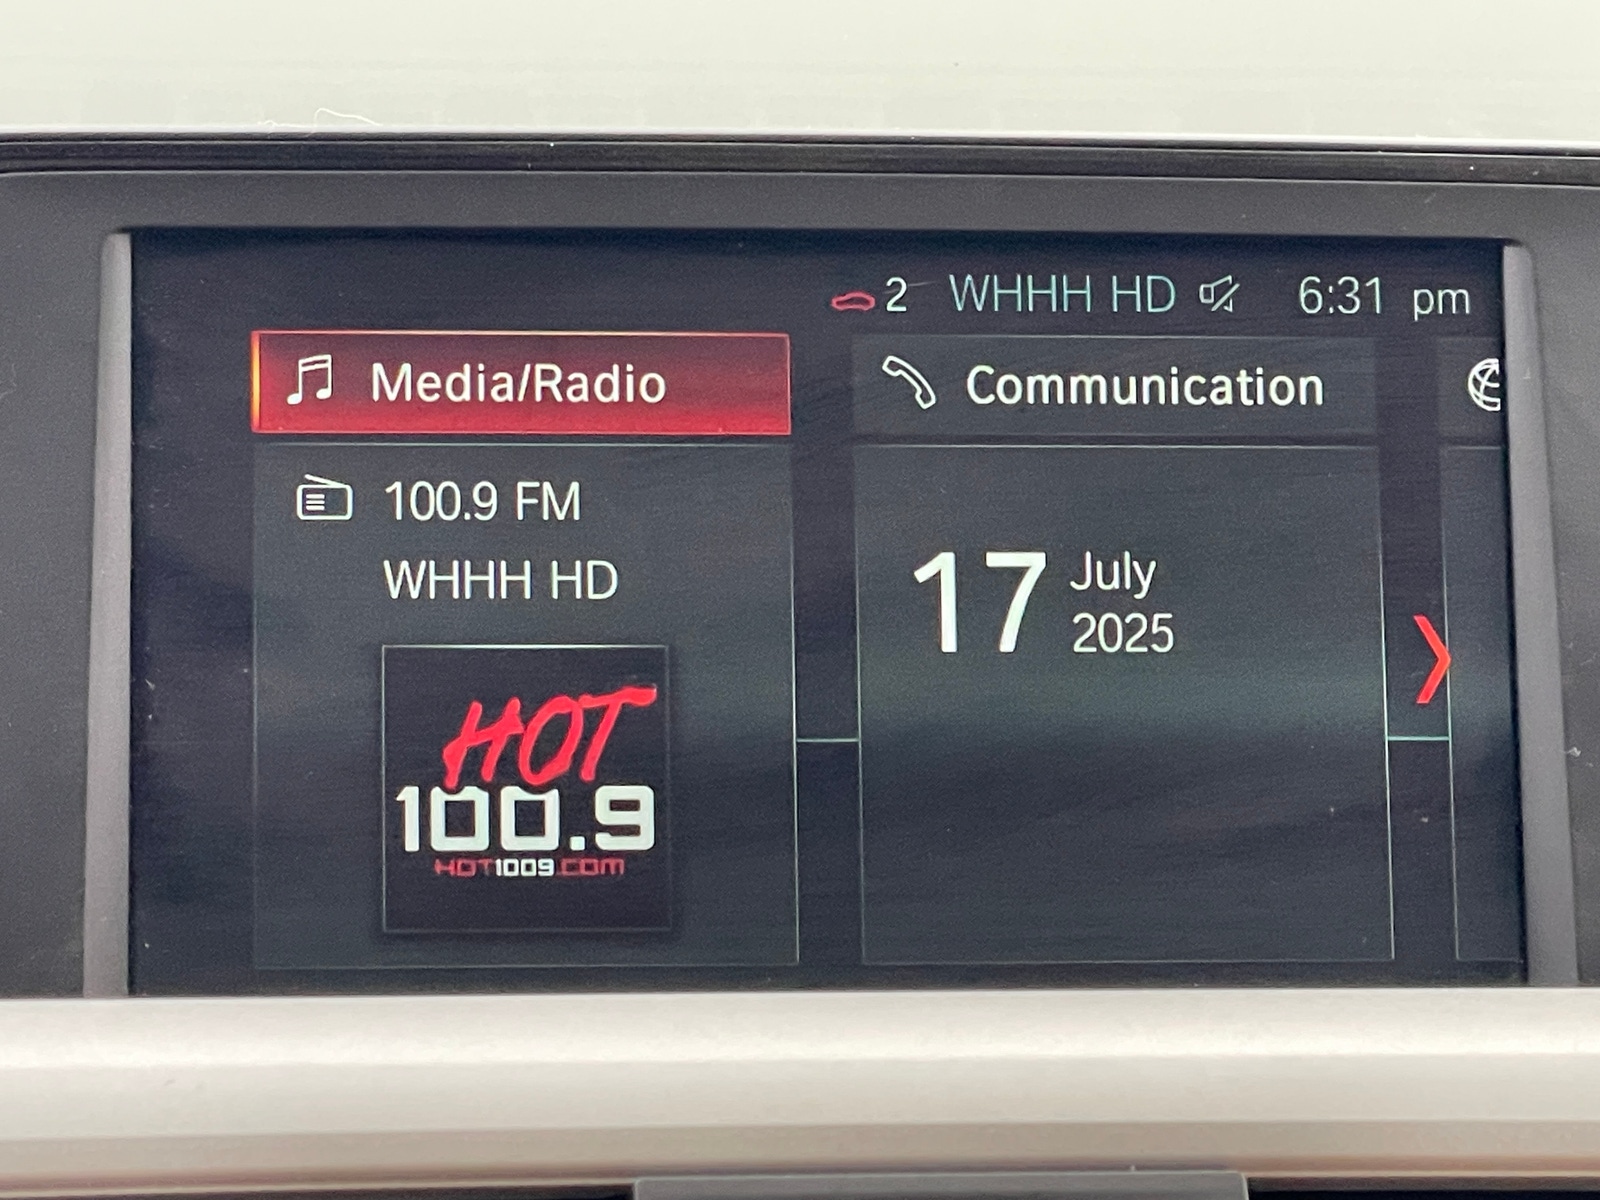 2 WHHH HD 6:31 pm
Media/Radio
Communication
100.9 FM
WHHH HD
HOT
100.9
HOT1009.COM
17 July
2025